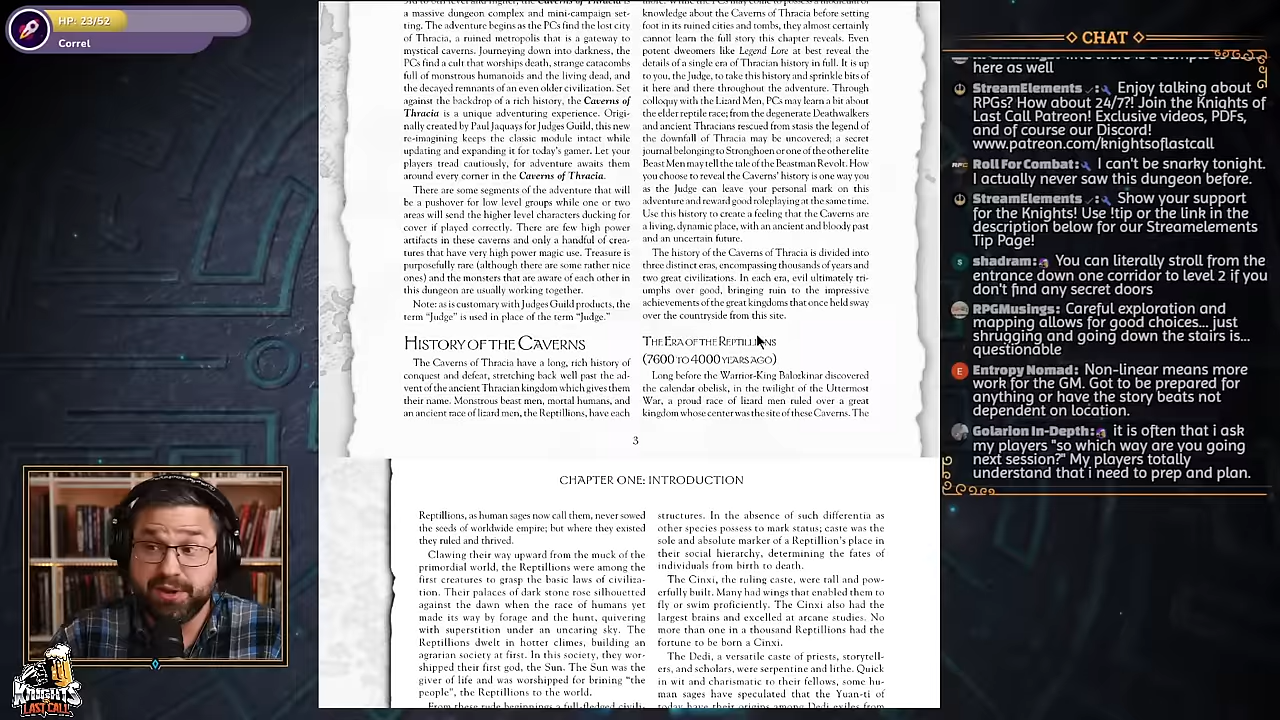 HP: 23/52
Correl
a massive dungeon complex and mini-campaign set-
ting. The adventure begins as the PCs find the lost city
of Thracia, a ruined metropolis that is a gateway to
mystical caverns. Journeying down into darkness, the
PCs find a cult that worships death, strange catacombs
full of monstrous humanoids and the living dead, and
the decayed remnants of an even older civilization. Set
against the backdrop of a rich history, the Caverns of
Thracia is a unique adventuring experience. Origi-
nally created by Paul Jaquays for Judges Guild, this new
re-imagining keeps the classic module intact while
updating and expanding it for today's gamer. Let your
players tread cautiously, for adventure awaits them
around every corner in the Caverns of Thracia.
There are some segments of the adventure that will
be a pushover for low level groups while one or two
areas will send the higher level characters ducking for
cover if played correctly. There are few high power
artifacts in these caverns and only a handful of crea-
tures that have very high power magic use. Treasure is
purposefully rare (although there are some rather nice
ones) and the monsters that are aware of each other in
this dungeon are usually working together.
Note: as is customary with Judges Guild products, the
term “Judge” is used in place of the term “Judge.”
HISTORY OF THE CAVERNS
The Caverns of Thracia have a long, rich history of
conquest and defeat, stretching back well past the ad-
vent of the ancient Thracian kingdom which gives them
their name. Monstrous beast men, mortal humans, and
an ancient race of lizard men, the Reptillions, have each
knowledge about the Caverns of Thracia before setting
foot in its ruined cities and tombs, they almost certainly
cannot learn the full story this chapter reveals. Even
potent dweomers like Legend Lore at best reveal the
details of a single era of Thracian history in full. It is up
to you, the Judge, to take this history and sprinkle bits of
it here and there throughout the adventure. Through
colloquy with the Lizard Men, PCs may learn a bit about
the elder reptile race; from the degenerate Deathwalkers
and ancient Thracians rescued from stasis the legend of
the downfall of Thracia may be uncovered; a secret
journal belonging to Stronghoen or one of the other elite
Beast Men may tell the tale of the Beastman Revolt. How
you choose to reveal the Caverns' history is one way you
as the Judge can leave your personal mark on this
adventure and reward good roleplaying at the same time.
Use this history to create a feeling that the Caverns are
a living, dynamic place, with an ancient and bloody past
and an uncertain future.
The history of the Caverns of Thracia is divided into
three distinct eras, encompassing thousands of years and
two great civilizations. In each era, evil ultimately tri-
umphs over good, bringing ruin to the impressive
achievements of the great kingdoms that once held sway
over the countryside from this site.
THE ERA OF THE REPTILLIONS
(7600 TO 4000 YEARS AGO)
Long before the Warrior-King Balozkinar discovered
the calendar obelisk, in the twilight of the Uttermost
War, a proud race of lizard men ruled over a great
kingdom whose center was the site of these Caverns. The
3
CHAPTER ONE: INTRODUCTION
Reptillions, as human sages now call them, never sowed
the seeds of worldwide empire; but where they existed
they ruled and thrived.
Clawing their way upward from the muck of the
primordial world, the Reptillions were among the
first creatures to grasp the basic laws of civiliza-
tion. Their palaces of dark stone rose silhouetted
against the dawn when the race of humans yet
made its way by forage and the hunt, quivering
with superstition under an uncaring sky. The
Reptillions dwelt in hotter climes, building an
agrarian society at first. In this society, they wor-
shipped their first god, the Sun. The Sun was the
giver of life and was worshipped for brining “the
people”, the Reptillions to the world.
structures. In the absence of such differentia as
other species possess to mark status; caste was the
sole and absolute marker of a Reptillion's place in
their social hierarchy, determining the fates of
individuals from birth to death.
The Cinxi, the ruling caste, were tall and pow-
erfully built. Many had wings that enabled them to
fly or swim proficiently. The Cinxi also had the
largest brains and excelled at arcane studies. No
more than one in a thousand Reptillions had the
fortune to be born a Cinxi.
The Dedi, a versatile caste of priests, storytell-
ers, and scholars, were serpentine and lithe. Quick
in wit and charismatic to their fellows, some hu-
man sages have speculated that the Yuan-ti of
CHAT
here as well
StreamElements: Enjoy talking about
RPGs? How about 24/7?! Join the Knights of
Last Call Patreon! Exclusive videos, PDFs,
and of course our Discord!
www.patreon.com/knightsoflastcall
Roll For Combat: I can't be snarky tonight.
I actually never saw this dungeon before.
StreamElements: Show your support
for the Knights! Use !tip or the link in the
description below for our Streamelements
Tip Page!
shadram: You can literally stroll from the
entrance down one corridor to level 2 if you
don't find any secret doors
RPGMusings: Careful exploration and
mapping allows for good choices... just
shrugging and going down the stairs is...
questionable
Entropy Nomad: Non-linear means more
work for the GM. Got to be prepared for
anything or have the story beats not
dependent on location.
Golarion In-Depth: it is often that i ask
my players "so which way are you going
next session?" My players totally
understand that i need to prep and plan.
KNIGHTS
OF
LAST CALL